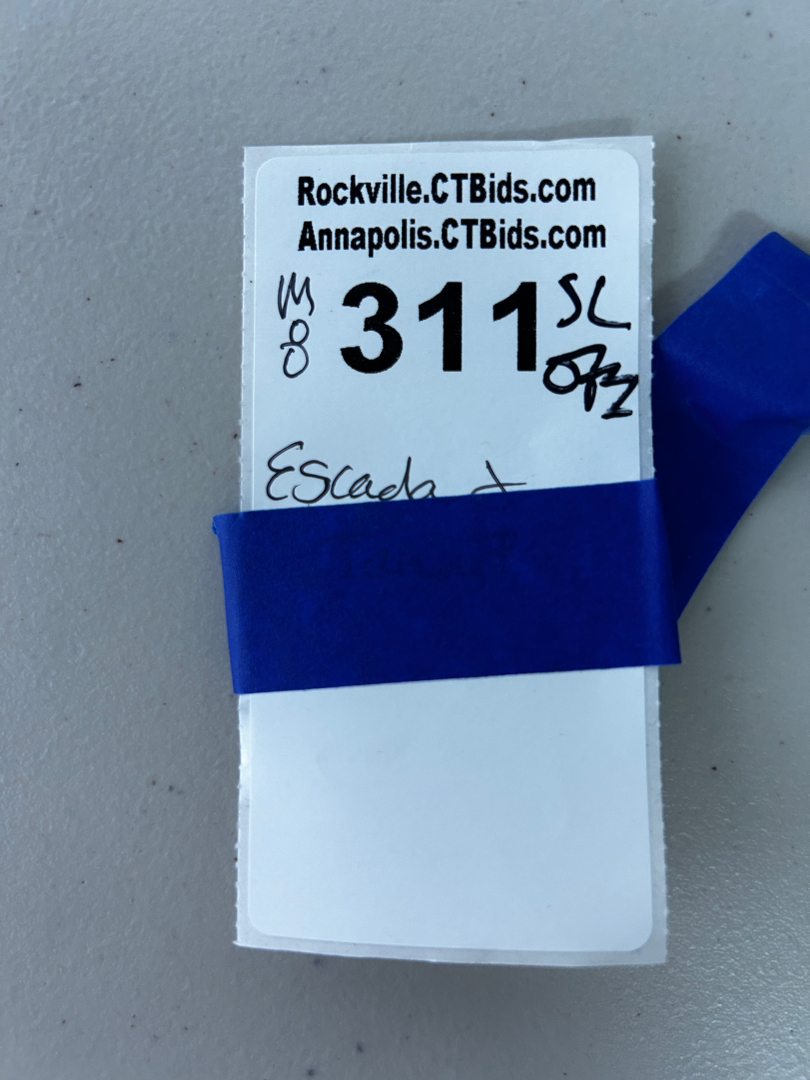 Rockville.CTBids.com
Annapolis.CTBids.com
M 8 311 SL
Escada +